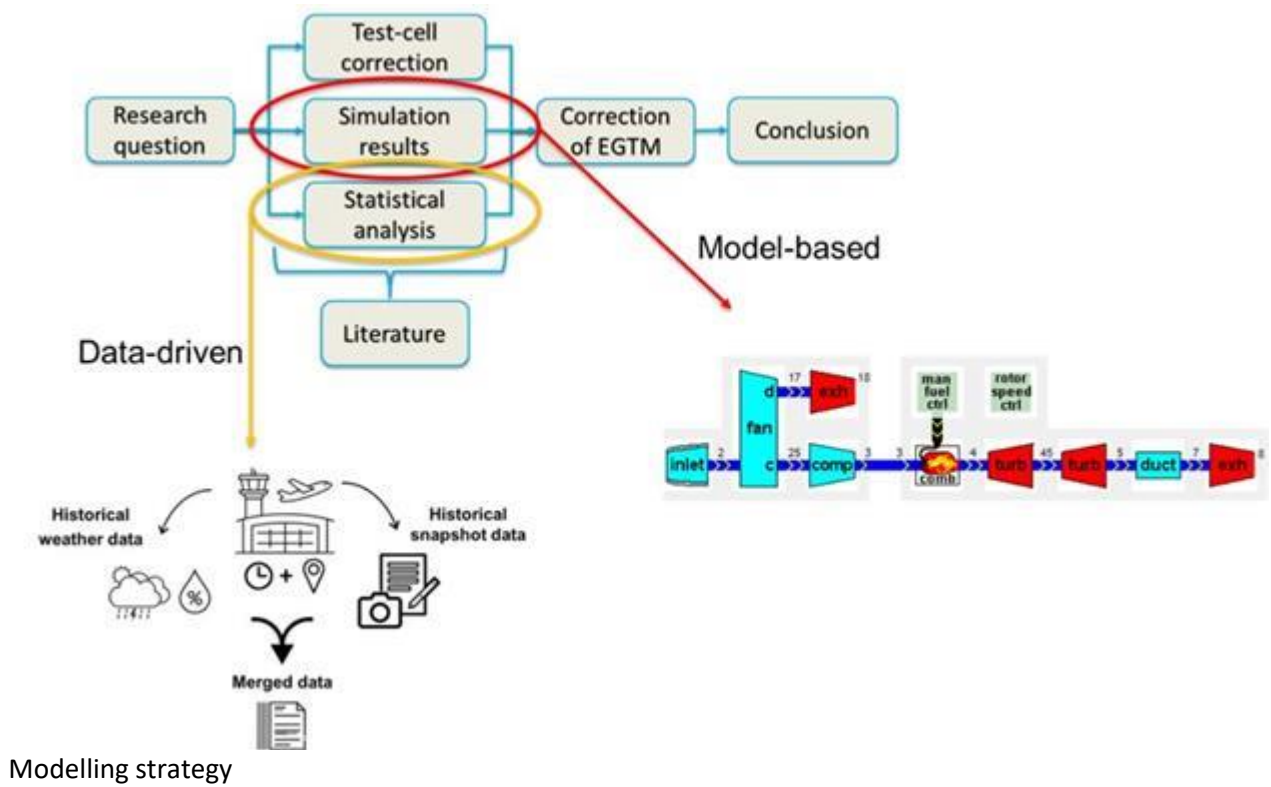 Test-cell
correction
Research
question
Simulation
results
Correction
of EGTM
Conclusion
Statistical
analysis
Model-based
Literature
Data-driven
17
18
d
exh
man
fuel
ctrl
rotor
speed
ctrl
fan
inlet
2
c
25
comp
3
3
comb
4
turb
45
turb
5
duct
7
exh
8
Historical
weather data
Historical
snapshot data
%
+
Merged data
Modelling strategy